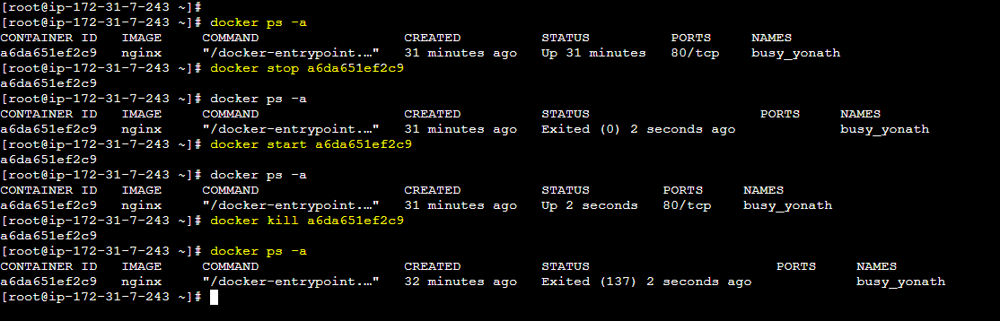 [root@ip-172-31-7-243 ~]#
[root@ip-172-31-7-243 ~]# docker ps -a
CONTAINER ID   IMAGE     COMMAND                  CREATED          STATUS          PORTS     NAMES
a6da651ef2c9   nginx     "/docker-entrypoint.…"   31 minutes ago   Up 31 minutes   80/tcp    busy_yonath
[root@ip-172-31-7-243 ~]# docker stop a6da651ef2c9
a6da651ef2c9
[root@ip-172-31-7-243 ~]# docker ps -a
CONTAINER ID   IMAGE     COMMAND                  CREATED          STATUS                     PORTS     NAMES
a6da651ef2c9   nginx     "/docker-entrypoint.…"   31 minutes ago   Exited (0) 2 seconds ago             busy_yonath
[root@ip-172-31-7-243 ~]# docker start a6da651ef2c9
a6da651ef2c9
[root@ip-172-31-7-243 ~]# docker ps -a
CONTAINER ID   IMAGE     COMMAND                  CREATED          STATUS         PORTS     NAMES
a6da651ef2c9   nginx     "/docker-entrypoint.…"   31 minutes ago   Up 2 seconds   80/tcp    busy_yonath
[root@ip-172-31-7-243 ~]# docker kill a6da651ef2c9
a6da651ef2c9
[root@ip-172-31-7-243 ~]# docker ps -a
CONTAINER ID   IMAGE     COMMAND                  CREATED          STATUS                       PORTS     NAMES
a6da651ef2c9   nginx     "/docker-entrypoint.…"   32 minutes ago   Exited (137) 2 seconds ago             busy_yonath
[root@ip-172-31-7-243 ~]#